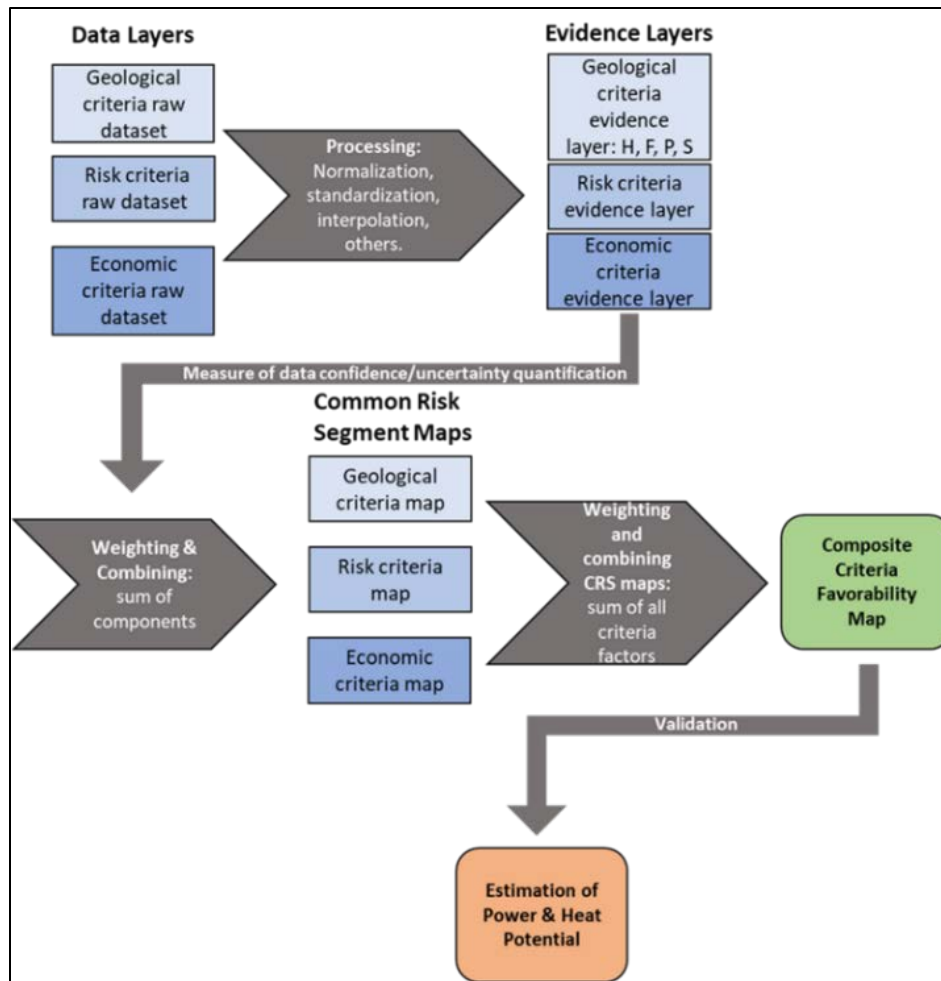 Data Layers
Geological
criteria raw
dataset
Risk criteria
raw dataset
Economic
criteria raw
dataset
Processing:
Normalization,
standardization,
interpolation,
others.
Evidence Layers
Geological
criteria
evidence
layer: H, F, P, S
Risk criteria
evidence layer
Economic
criteria
evidence layer
Measure of data confidence/uncertainty quantification
Weighting &
Combining:
sum of
components
Common Risk
Segment Maps
Geological
criteria map
Risk criteria
map
Economic
criteria map
Weighting
and
combining
CRS maps:
sum of all
criteria
factors
Composite
Criteria
Favorability
Map
Validation
Estimation of
Power & Heat
Potential